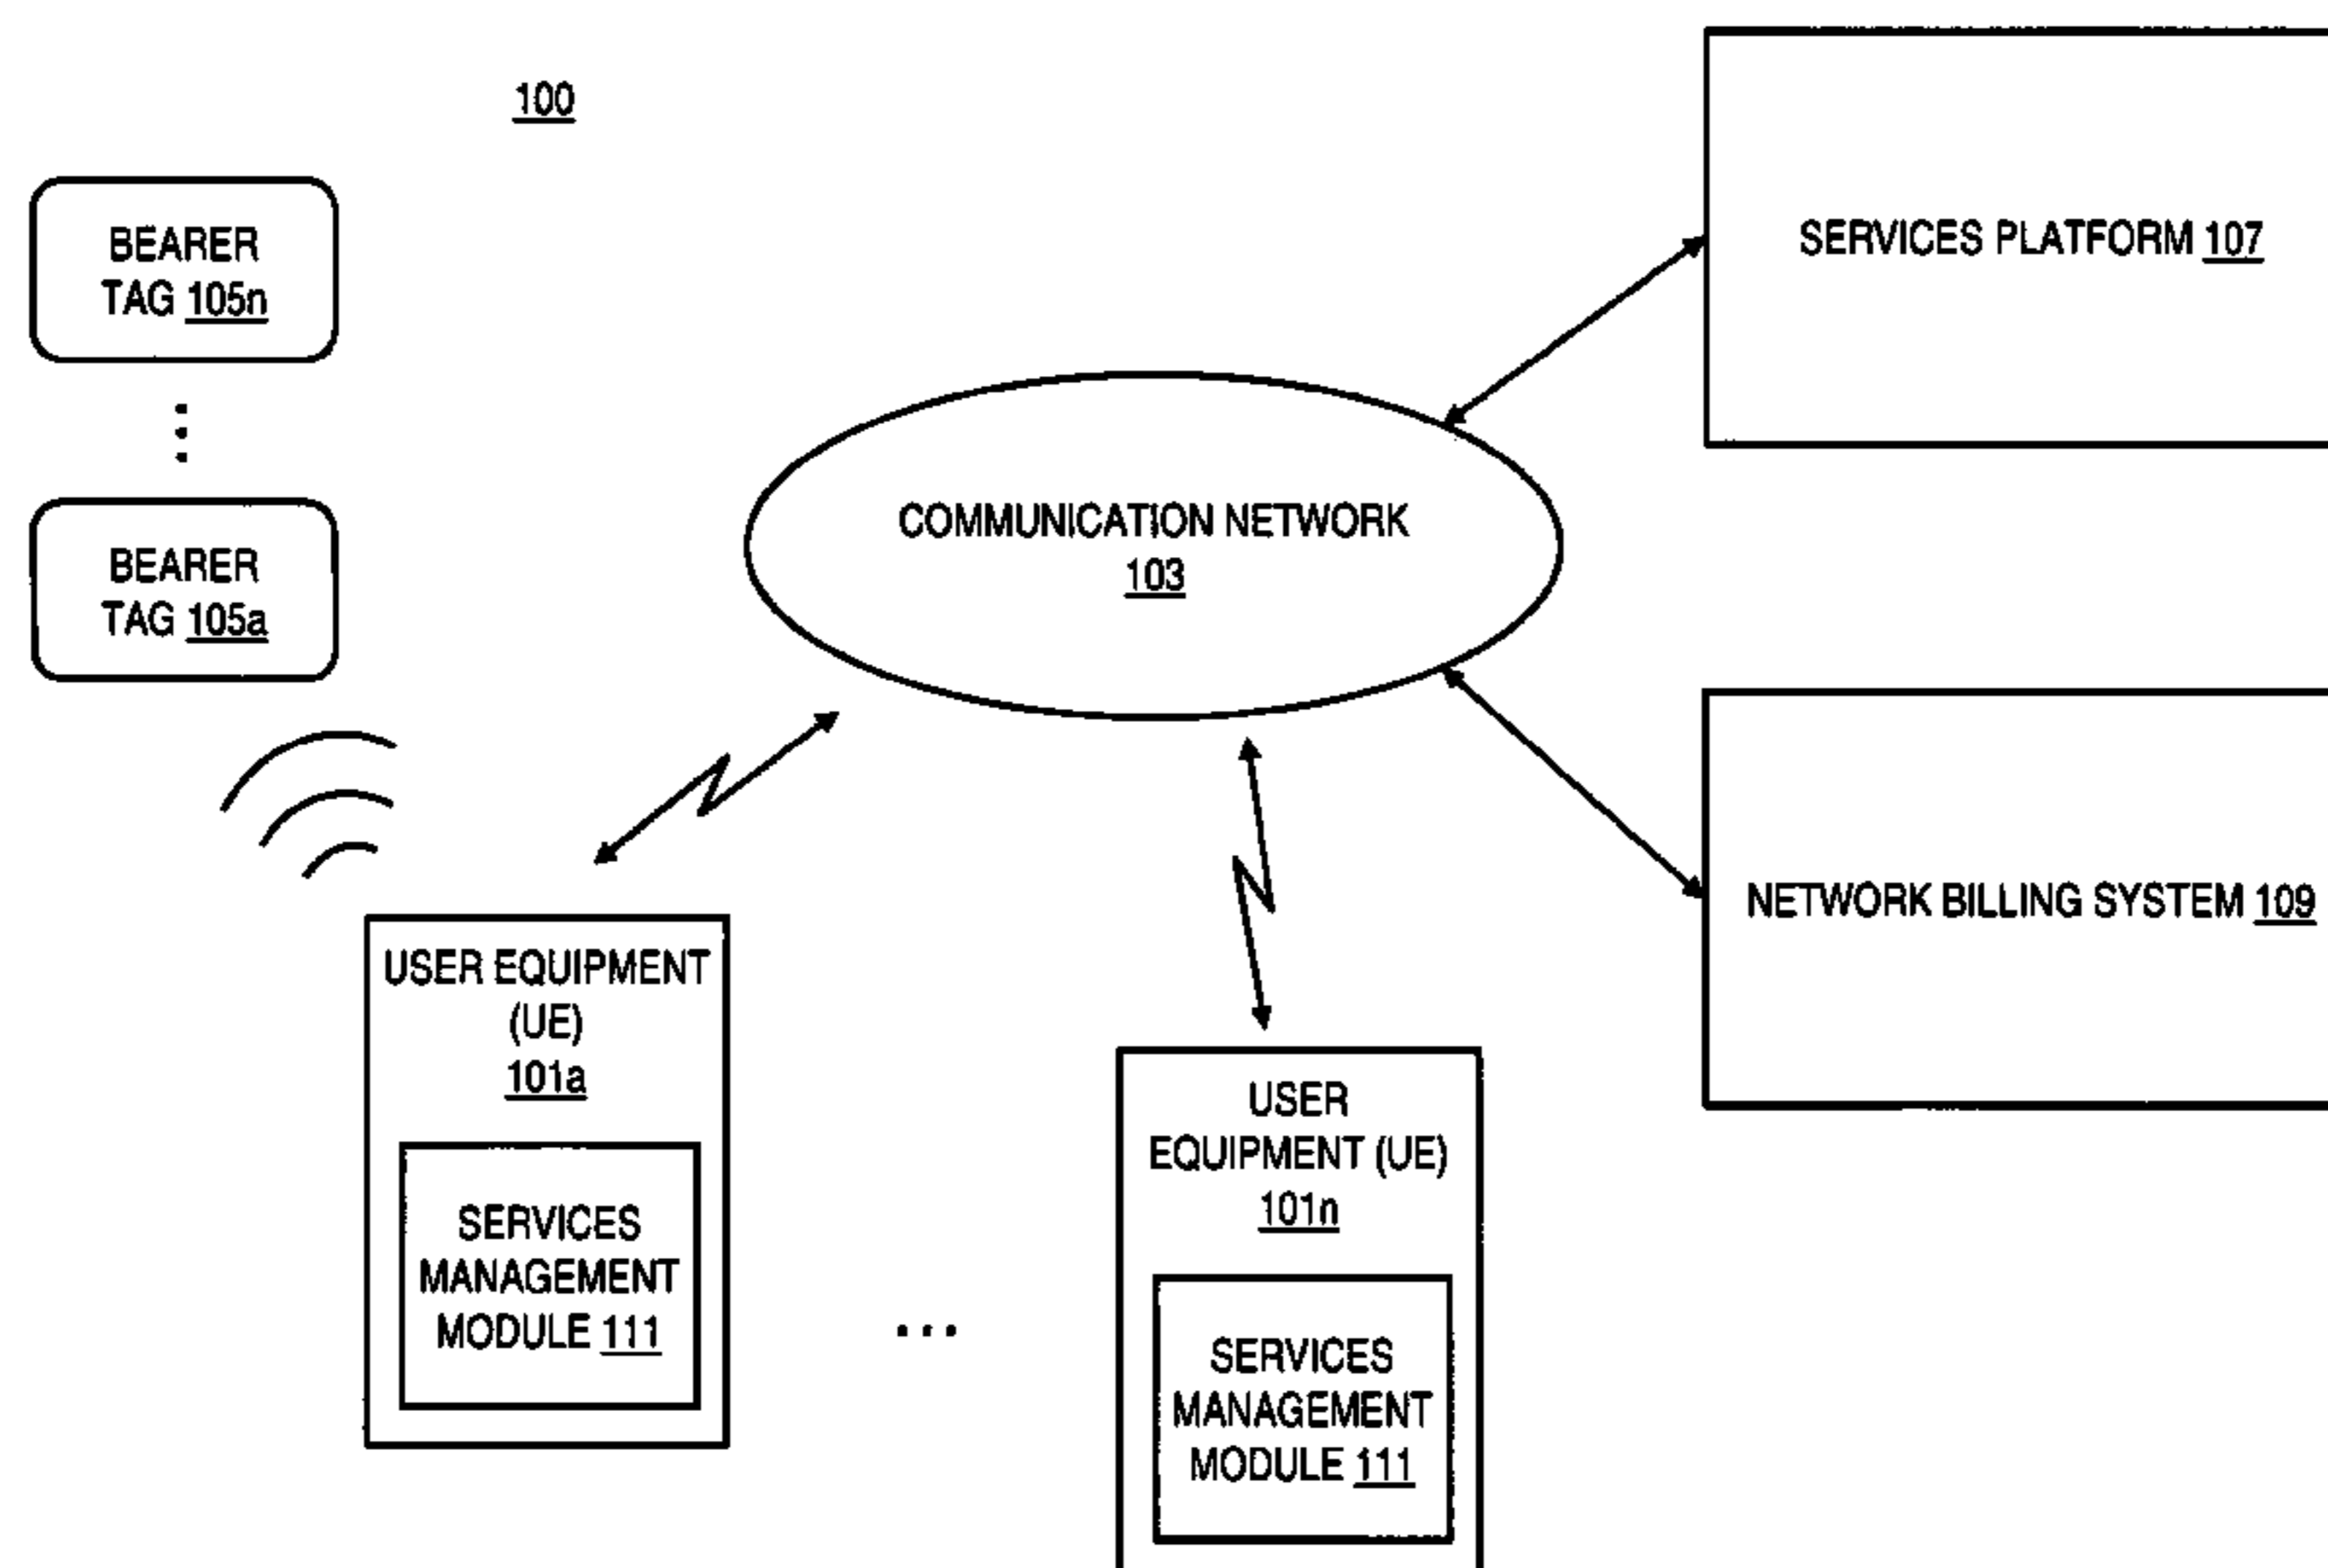 100
BEARER
TAG 105n
BEARER
TAG 105a
COMMUNICATION NETWORK
103
SERVICES PLATFORM 107
NETWORK BILLING SYSTEM 109
USER EQUIPMENT
(UE)
101a
SERVICES
MANAGEMENT
MODULE 111
...
USER
EQUIPMENT (UE)
101n
SERVICES
MANAGEMENT
MODULE 111